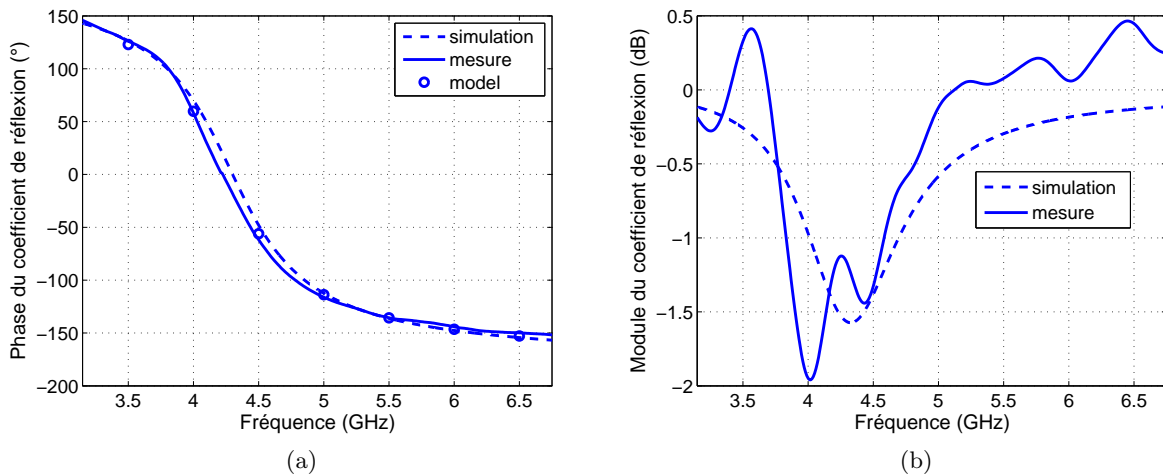 150
100
50
0
−50
−100
−150
−200
Phase du coefficient de réflexion (°)
simulation
mesure
model
3.5 4 4.5 5 5.5 6 6.5
Fréquence (GHz)
(a)
0.5
0
−0.5
−1
−1.5
−2
Module du coefficient de réflexion (dB)
simulation
mesure
3.5 4 4.5 5 5.5 6 6.5
Fréquence (GHz)
(b)